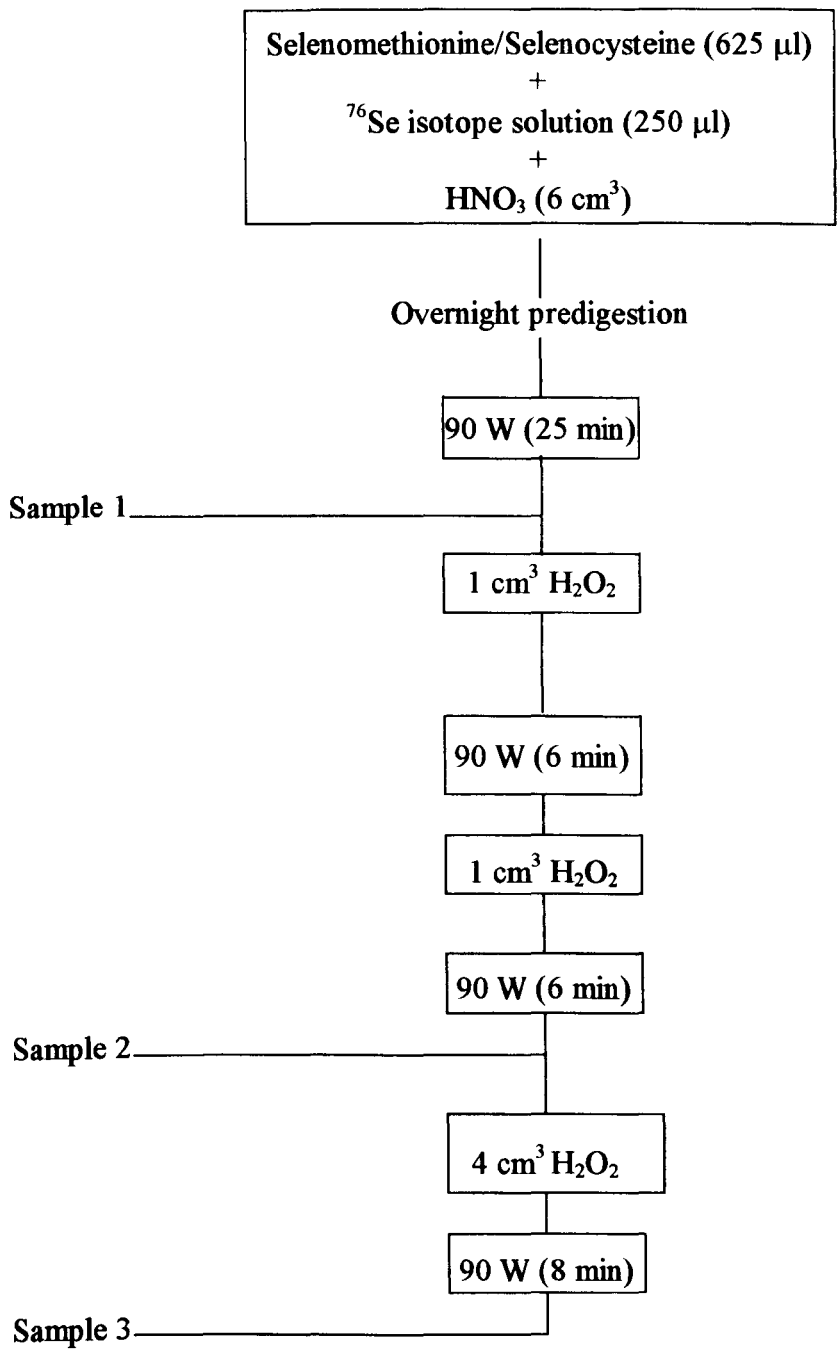 Selenomethionine/Selenocysteine (625 µl)
+
⁷⁶Se isotope solution (250 µl)
+
HNO₃ (6 cm³)
Overnight predigestion
90 W (25 min)
Sample 1
1 cm³ H₂O₂
90 W (6 min)
1 cm³ H₂O₂
90 W (6 min)
Sample 2
4 cm³ H₂O₂
90 W (8 min)
Sample 3